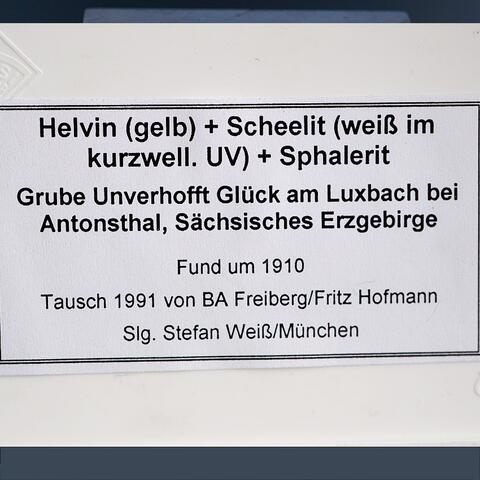 Helvin (gelb) + Scheelit (weiß im
kurzwell. UV) + Sphalerit
Grube Unverhofft Glück am Luxbach bei
Antonsthal, Sächsisches Erzgebirge
Fund um 1910
Tausch 1991 von BA Freiberg/Fritz Hofmann
Slg. Stefan Weiß/München